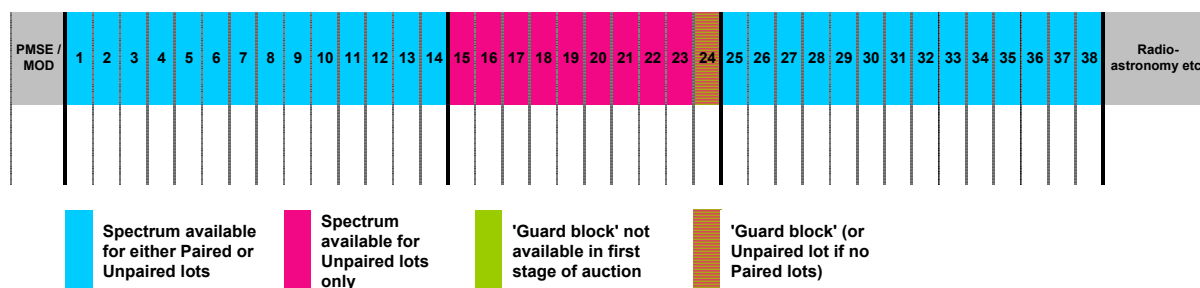 PMSE /
MOD
1 2 3 4 5 6 7 8 9 10 11 12 13 14 15 16 17 18 19 20 21 22 23 24 25 26 27 28 29 30 31 32 33 34 35 36 37 38
Radio-
astronomy etc
Spectrum available
for either Paired or
Unpaired lots
Spectrum
available for
Unpaired lots
only
'Guard block' not
available in first
stage of auction
'Guard block' (or
Unpaired lot if no
Paired lots)